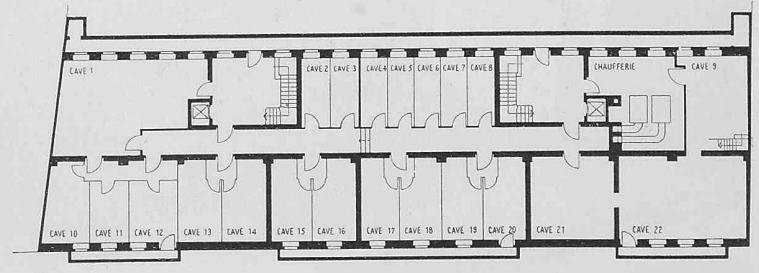 CAVE 1
CAVE 2
CAVE 3
CAVE 4
CAVE 5
CAVE 6
CAVE 7
CAVE 8
CHAUFFERIE
CAVE 9
CAVE 10
CAVE 11
CAVE 12
CAVE 13
CAVE 14
CAVE 15
CAVE 16
CAVE 17
CAVE 18
CAVE 19
CAVE 20
CAVE 21
CAVE 22